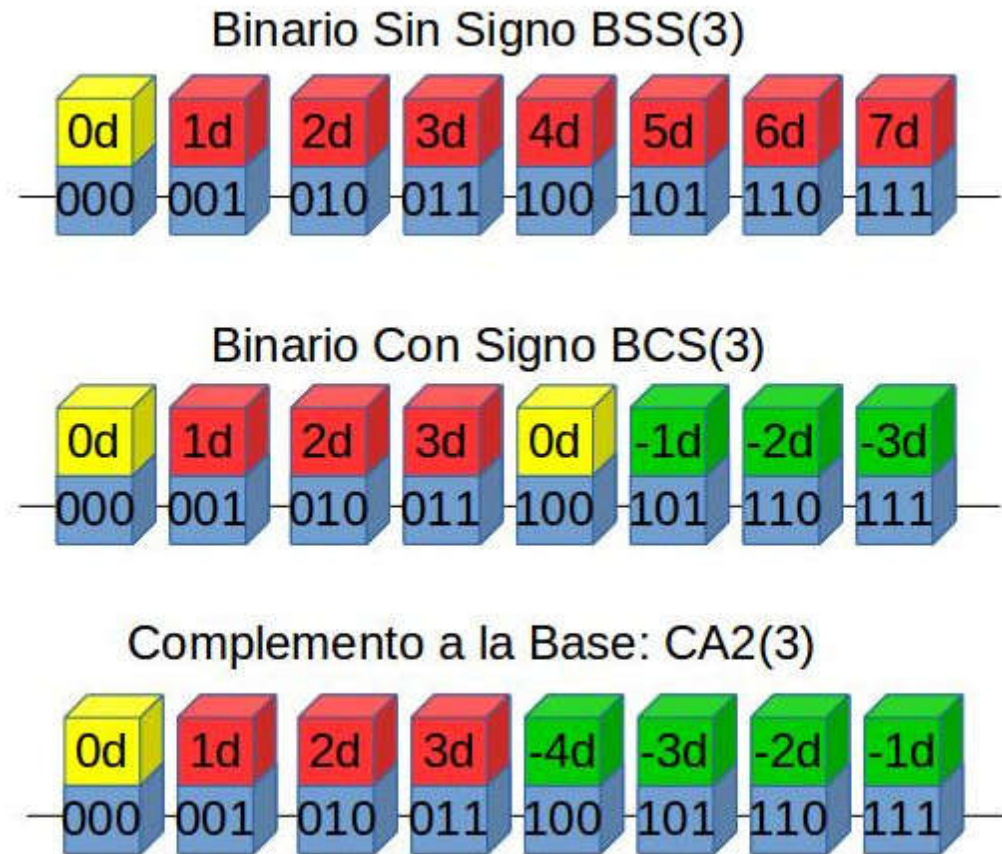 Binario Sin Signo BSS(3)
0d 1d 2d 3d 4d 5d 6d 7d
000 001 010 011 100 101 110 111
Binario Con Signo BCS(3)
0d 1d 2d 3d 0d -1d -2d -3d
000 001 010 011 100 101 110 111
Complemento a la Base: CA2(3)
0d 1d 2d 3d -4d -3d -2d -1d
000 001 010 011 100 101 110 111